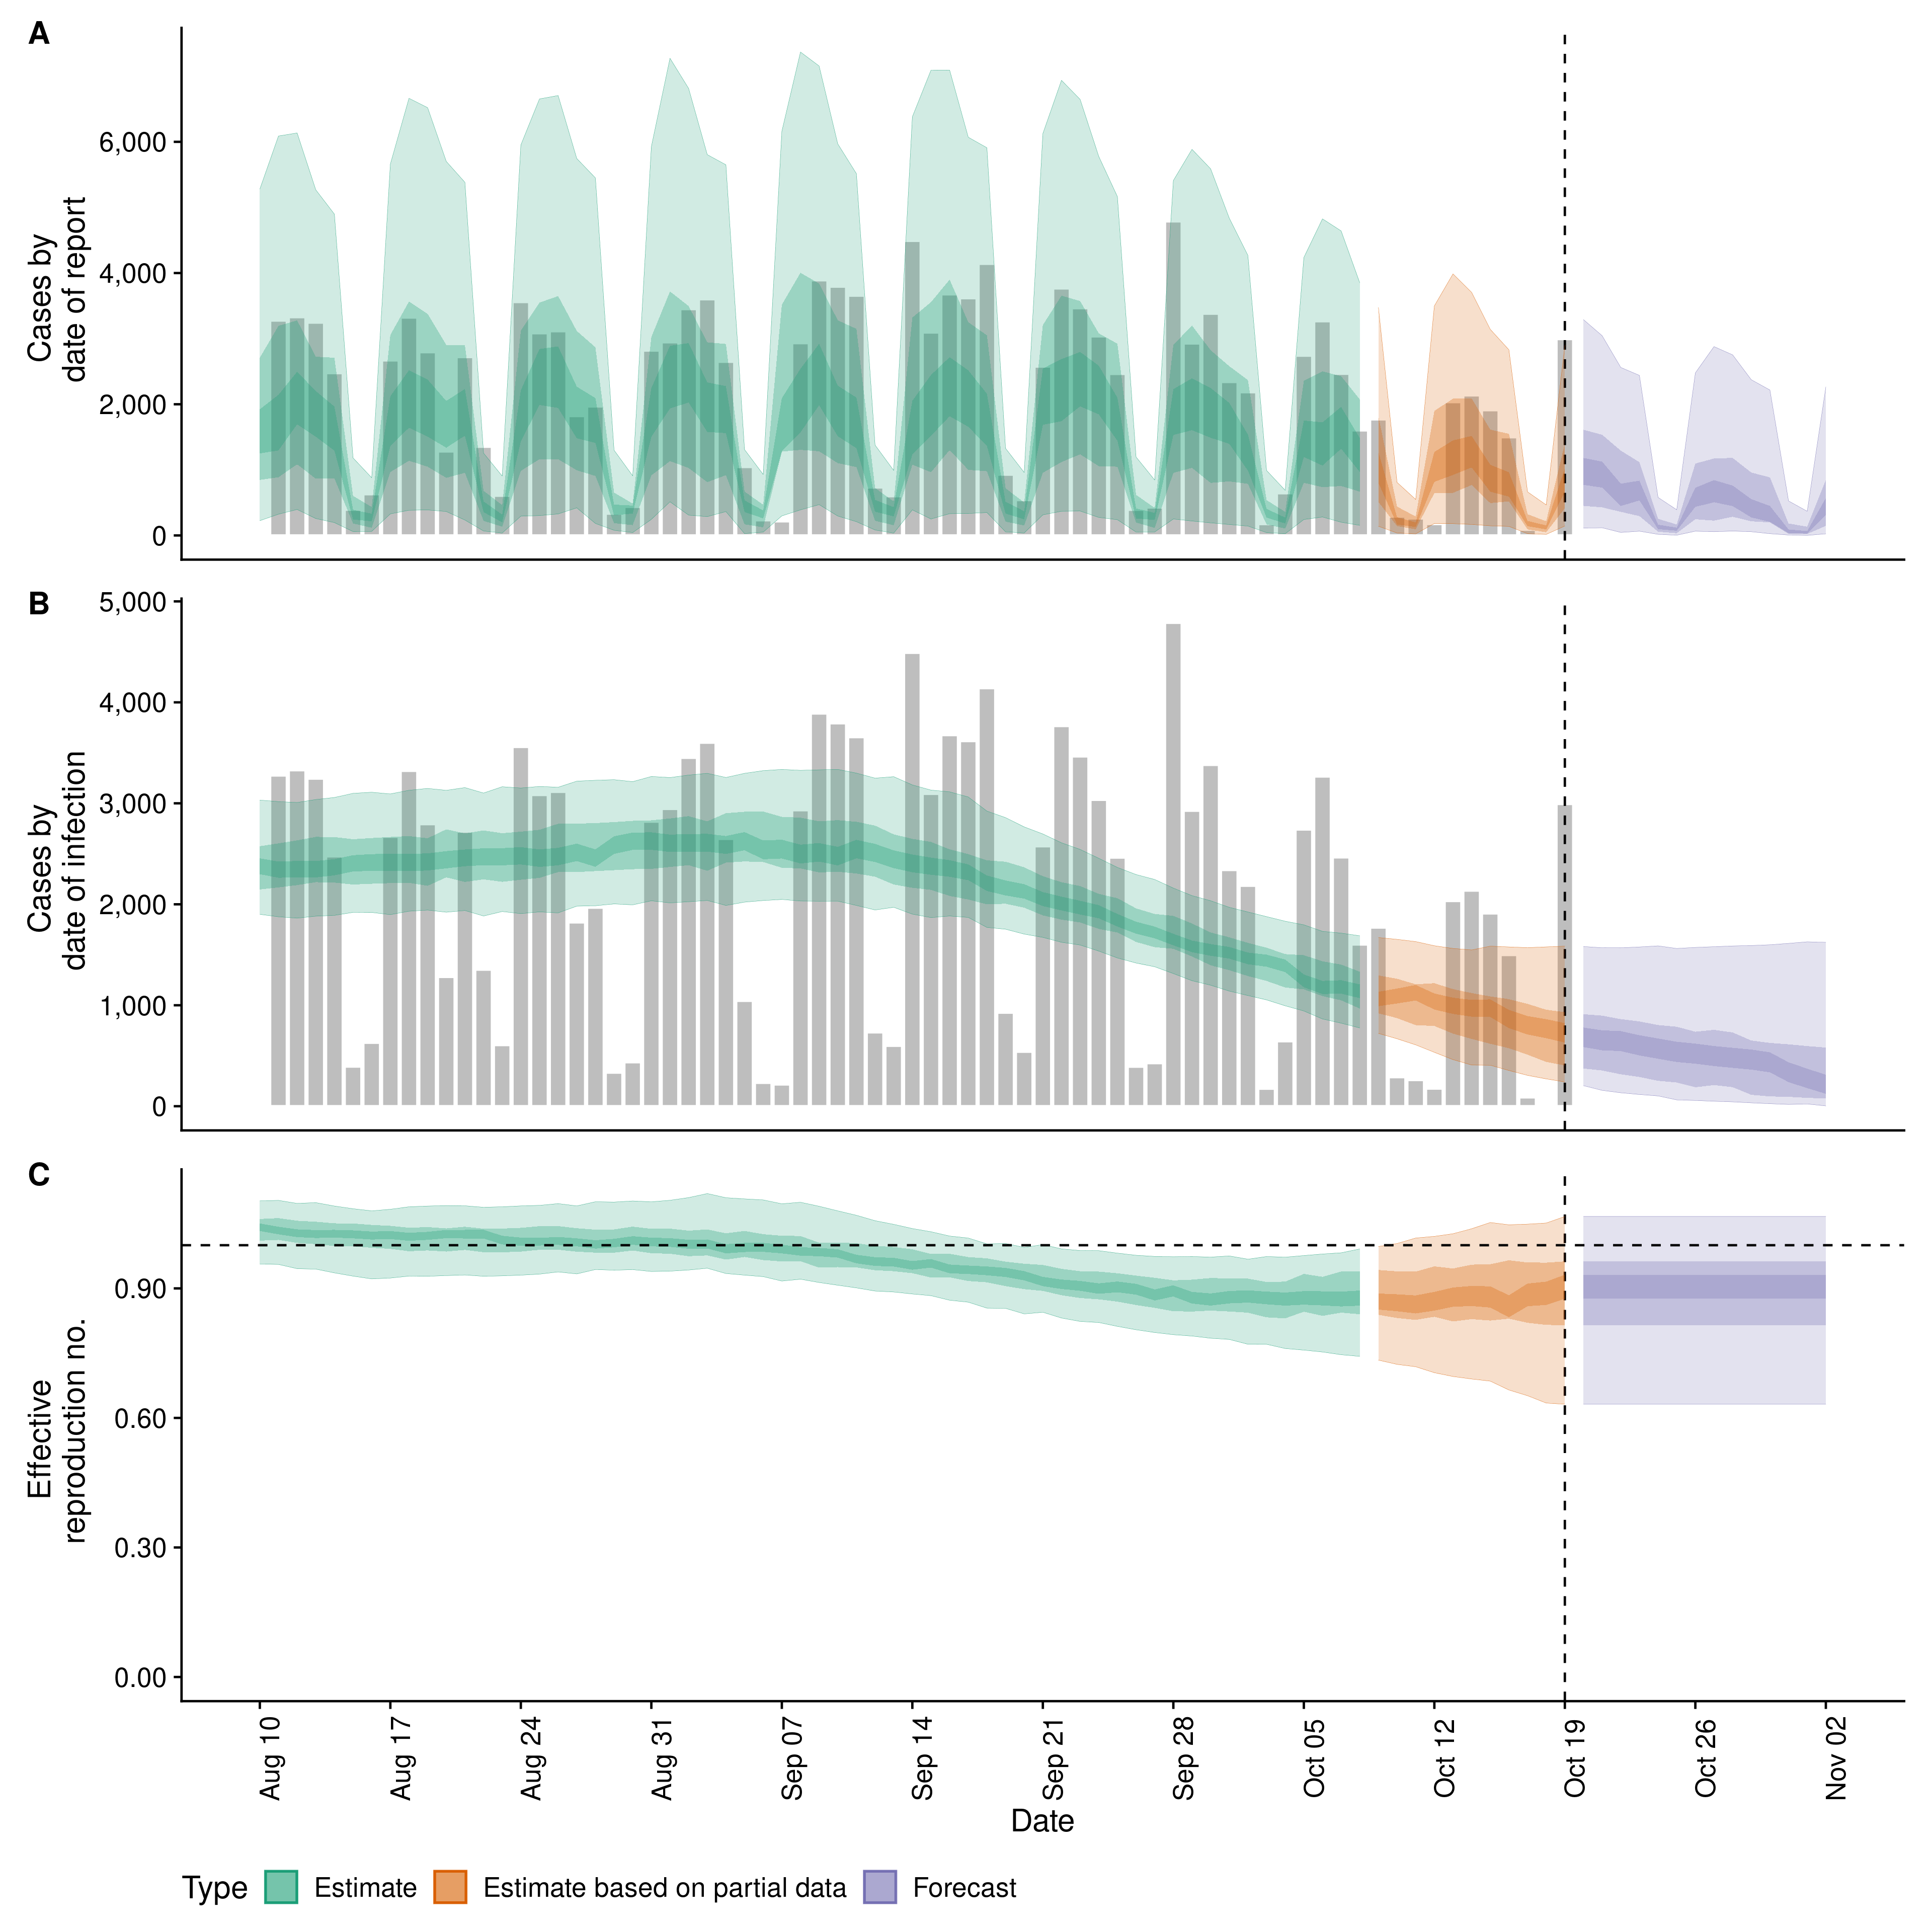 A
Cases by
date of report
6,000
4,000
2,000
0
B
Cases by
date of infection
5,000
4,000
3,000
2,000
1,000
0
C
Effective
reproduction no.
0.90
0.60
0.30
0.00
Aug 10
Aug 17
Aug 24
Aug 31
Sep 07
Sep 14
Sep 21
Sep 28
Oct 05
Oct 12
Oct 19
Oct 26
Nov 02
Date
Type Estimate Estimate based on partial data Forecast